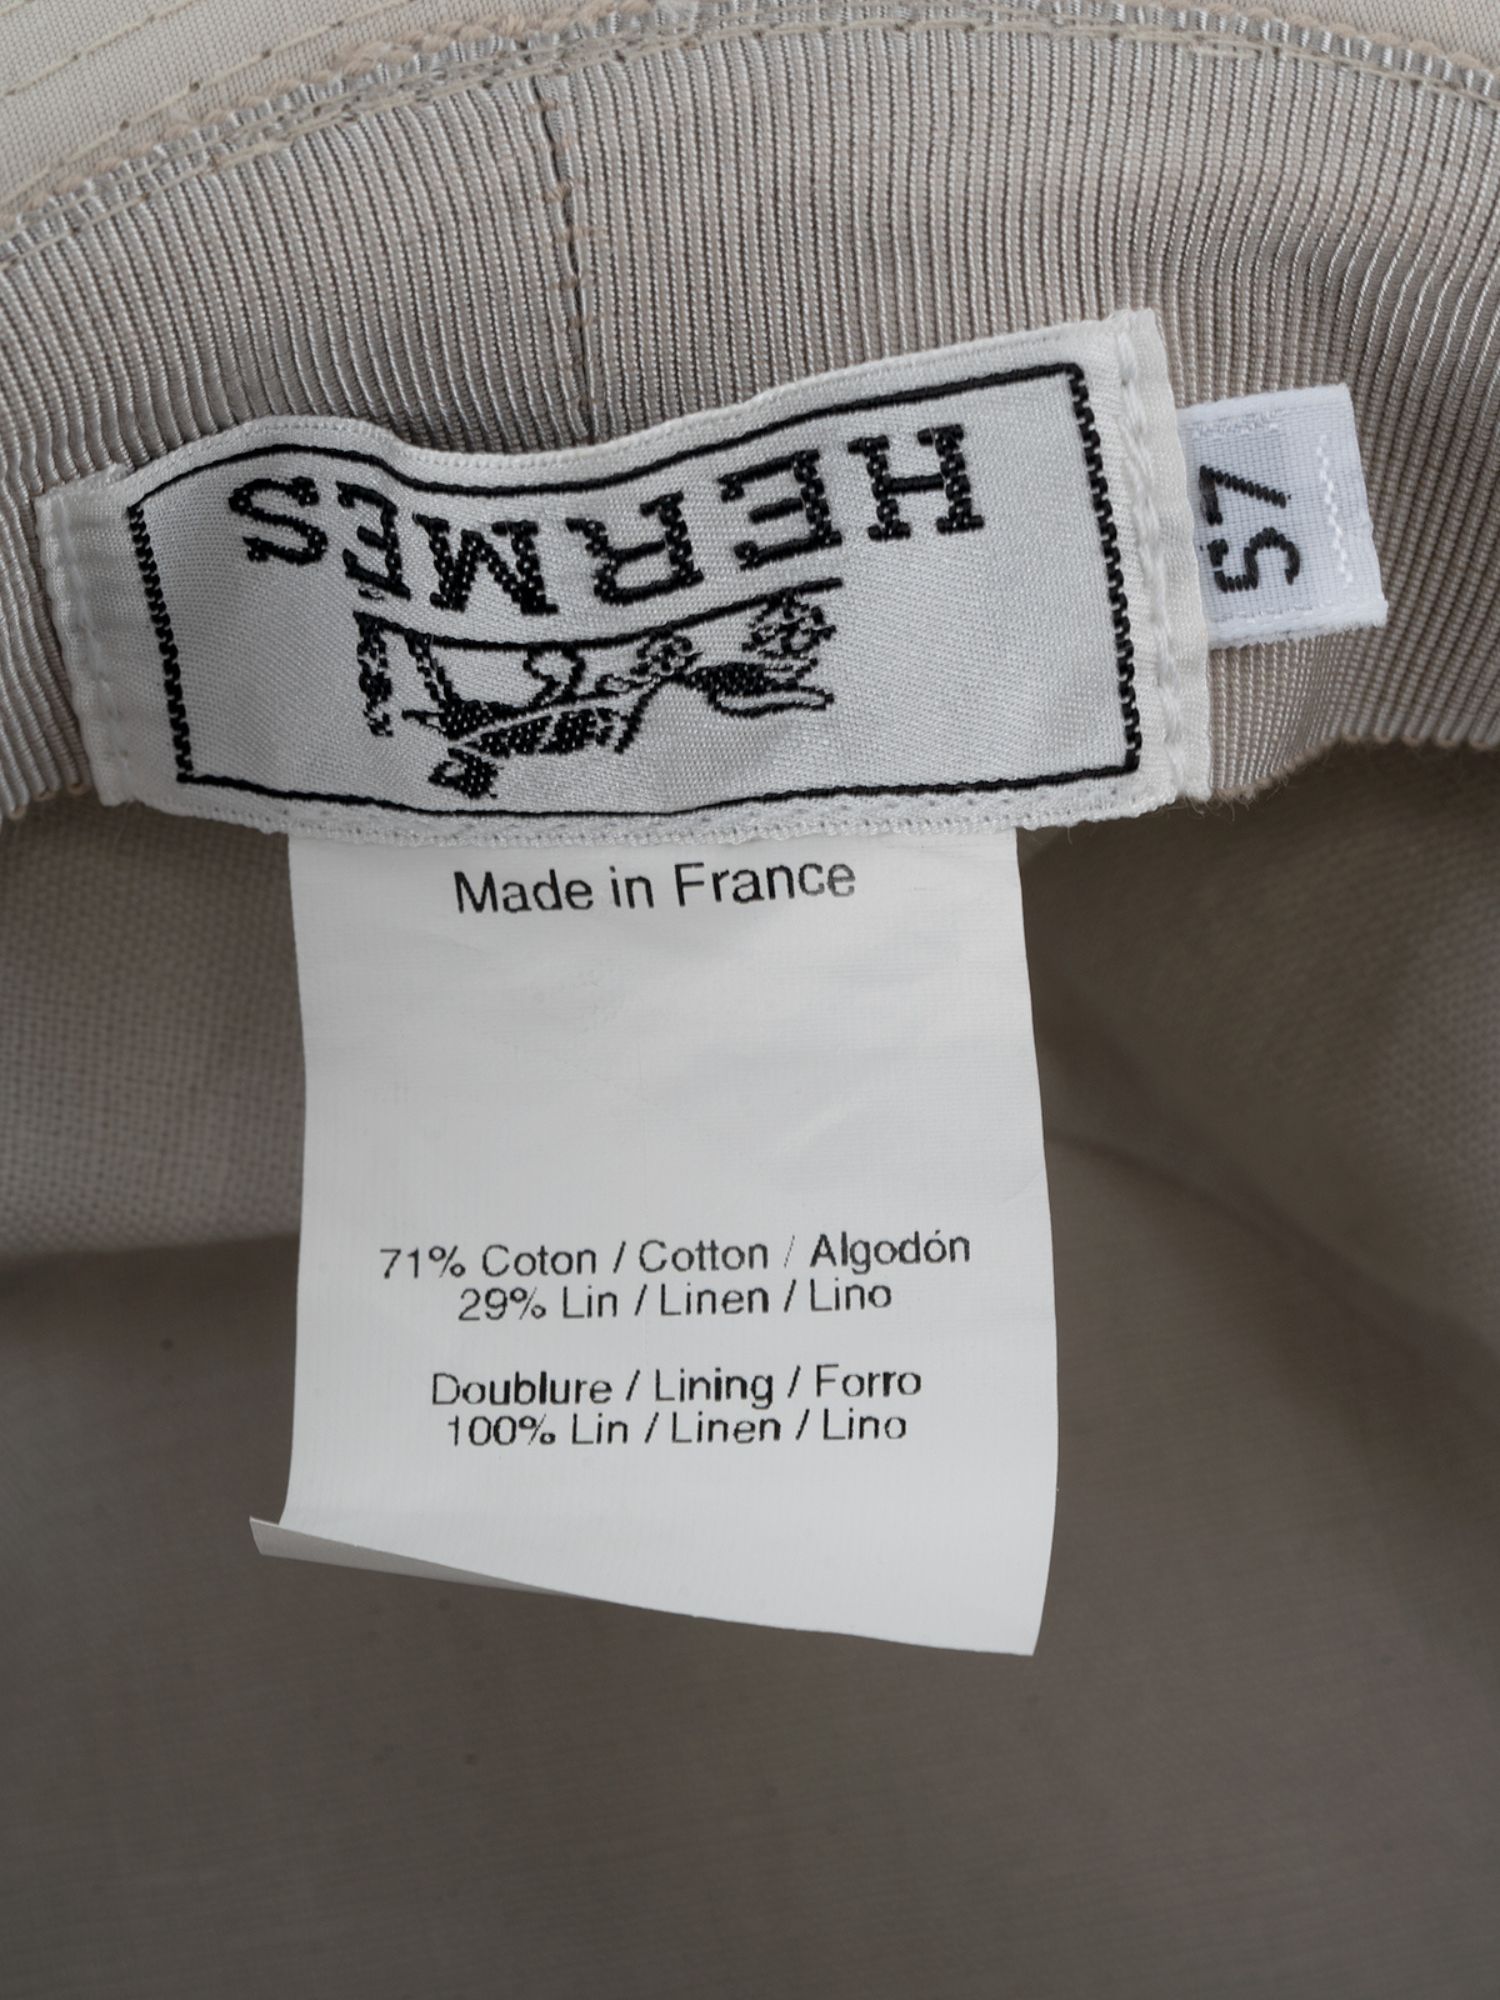 HERMES
57
Made in France
71% Coton / Cotton / Algodón
29% Lin / Linen / Lino
Doublure / Lining / Forro
100% Lin / Linen / Lino